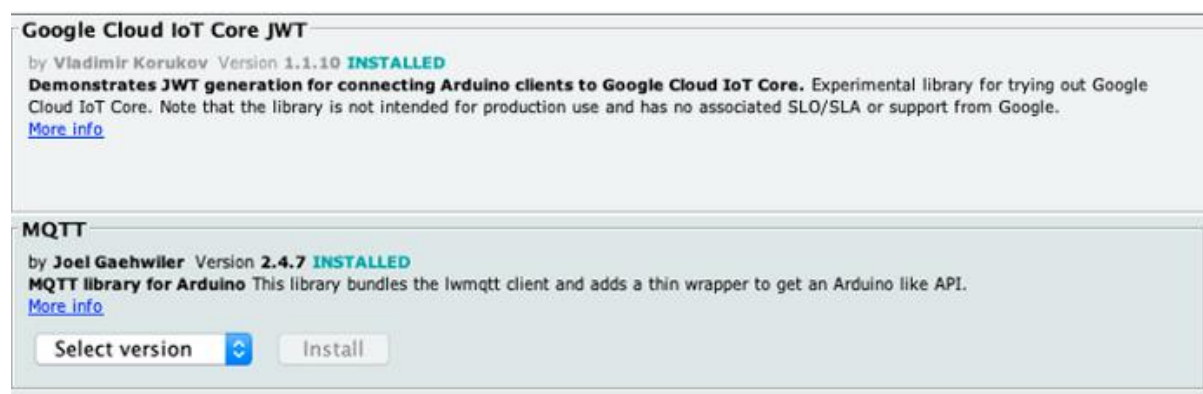 Google Cloud IoT Core JWT
by Vladimir Korukov Version 1.1.10 INSTALLED
Demonstrates JWT generation for connecting Arduino clients to Google Cloud IoT Core. Experimental library for trying out Google
Cloud IoT Core. Note that the library is not intended for production use and has no associated SLO/SLA or support from Google.
More info
MQTT
by Joel Gaehwiler Version 2.4.7 INSTALLED
MQTT library for Arduino This library bundles the lwmqtt client and adds a thin wrapper to get an Arduino like API.
More info
Select version Install